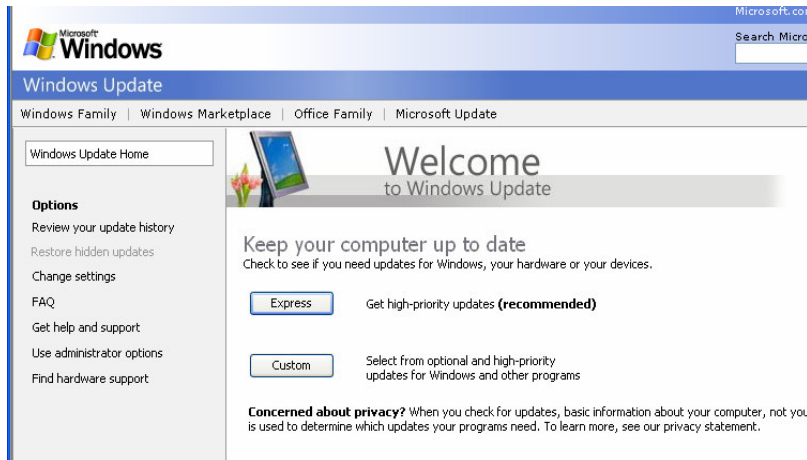 Microsoft.co
Microsoft
Windows
Search Micro
Windows Update
Windows Family | Windows Marketplace | Office Family | Microsoft Update
Windows Update Home
Welcome
to Windows Update
Options
Review your update history
Restore hidden updates
Change settings
FAQ
Get help and support
Use administrator options
Find hardware support
Keep your computer up to date
Check to see if you need updates for Windows, your hardware or your devices.
Express
Get high-priority updates (recommended)
Custom
Select from optional and high-priority
updates for Windows and other programs
Concerned about privacy? When you check for updates, basic information about your computer, not you
is used to determine which updates your programs need. To learn more, see our privacy statement.